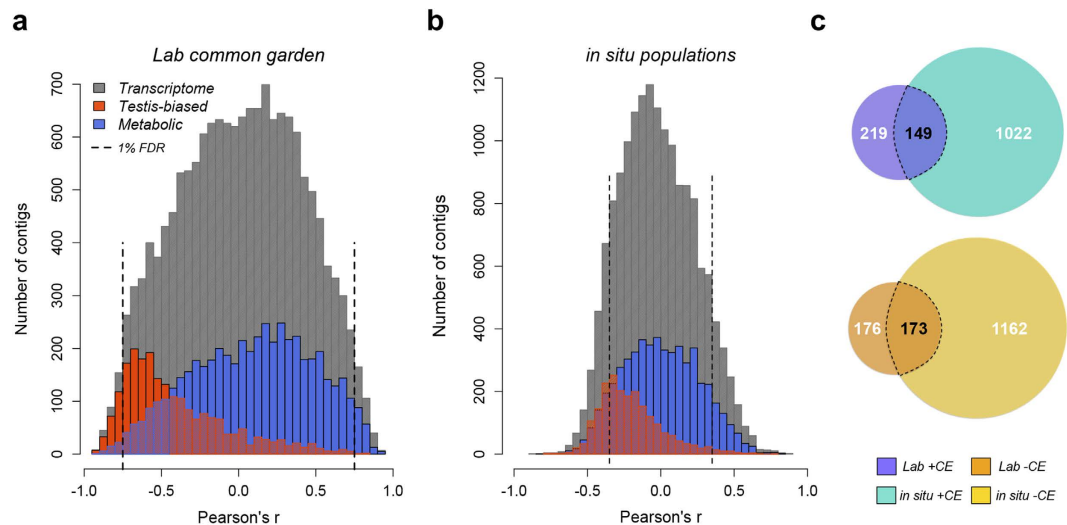 a
Lab common garden
Transcriptome
Testis-biased
Metabolic
1% FDR
Number of contigs
700
600
500
400
300
200
100
0
-1.0 -0.5 0.0 0.5 1.0
Pearson's r
b
in situ populations
Number of contigs
1200
1000
800
600
400
200
0
-1.0 -0.5 0.0 0.5 1.0
Pearson's r
c
219 149 1022
176 173 1162
Lab +CE Lab -CE
in situ +CE in situ -CE